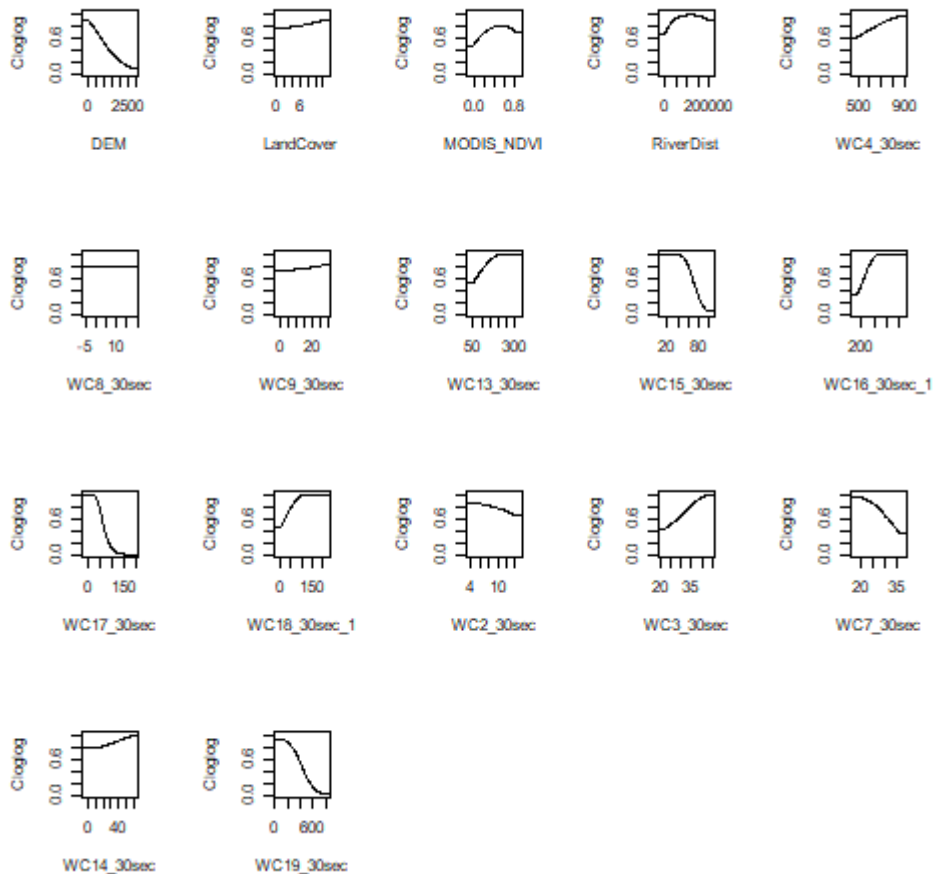 Cloglog
0.0 0.6
0 2500
DEM
Cloglog
0.0 0.6
0 6
LandCover
Cloglog
0.0 0.6
0.0 0.8
MODIS_NDVI
Cloglog
0.0 0.6
0 200000
RiverDist
Cloglog
0.0 0.6
500 900
WC4_30sec
Cloglog
0.0 0.6
-5 10
WC8_30sec
Cloglog
0.0 0.6
0 20
WC9_30sec
Cloglog
0.0 0.6
50 300
WC13_30sec
Cloglog
0.0 0.6
20 80
WC15_30sec
Cloglog
0.0 0.6
200
WC16_30sec_1
Cloglog
0.0 0.6
0 150
WC17_30sec
Cloglog
0.0 0.6
0 150
WC18_30sec_1
Cloglog
0.0 0.6
4 10
WC2_30sec
Cloglog
0.0 0.6
20 35
WC3_30sec
Cloglog
0.0 0.6
20 35
WC7_30sec
Cloglog
0.0 0.6
0 40
WC14_30sec
Cloglog
0.0 0.6
0 600
WC19_30sec